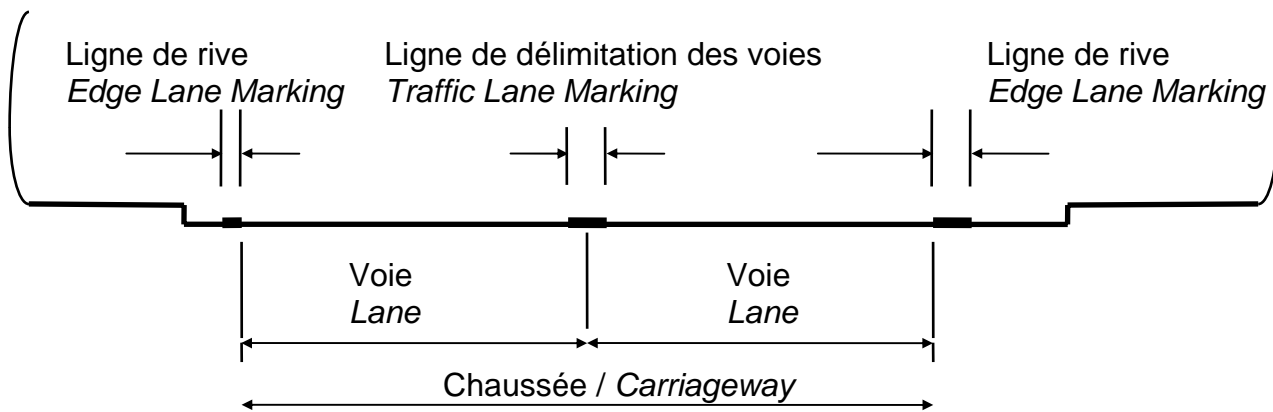 Ligne de rive
Edge Lane Marking
Ligne de délimitation des voies
Traffic Lane Marking
Ligne de rive
Edge Lane Marking
Voie
Lane
Voie
Lane
Chaussée / Carriageway